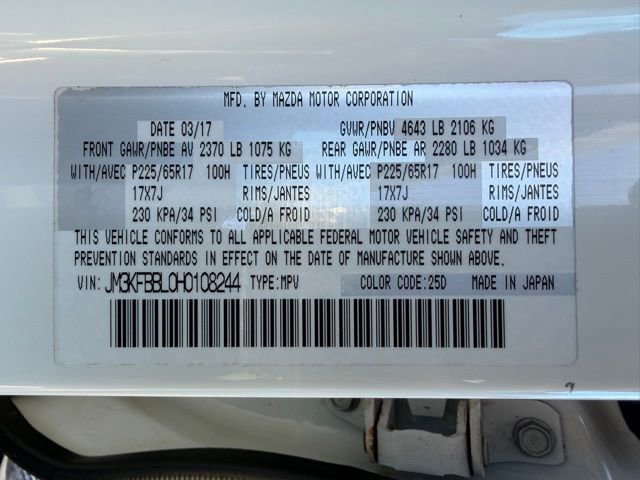 MFD. BY MAZDA MOTOR CORPORATION
DATE 03/17 GVWR/PNBV 4643 LB 2106 KG
FRONT GAWR/PNBE AV 2370 LB 1075 KG REAR GAWR/PNBE AR 2280 LB 1034 KG
WITH/AVEC P225/65R17 100H TIRES/PNEUS WITH/AVEC P225/65R17 100H TIRES/PNEUS
17X7J RIMS/JANTES 17X7J RIMS/JANTES
230 KPA/34 PSI COLD/A FROID 230 KPA/34 PSI COLD/A FROID
THIS VEHICLE CONFORMS TO ALL APPLICABLE FEDERAL MOTOR VEHICLE SAFETY AND THEFT
PREVENTION STANDARDS IN EFFECT ON THE DATE OF MANUFACTURE SHOWN ABOVE.
VIN: JM3KFBBL0H0108244 TYPE:MPV COLOR CODE:25D MADE IN JAPAN